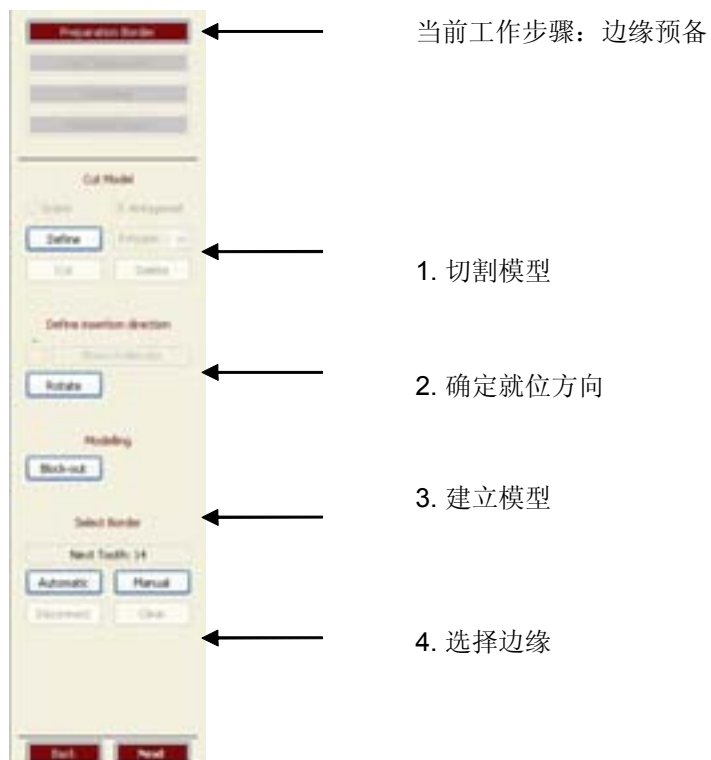 Preparation Border
当前工作步骤：边缘预备
Cut Model
Define
1. 切割模型
Cut Delete
Define insertion direction
Rotate
2. 确定就位方向
Modelling
Block-out
3. 建立模型
Select Border
Next Tooth: 14
Automatic Manual
Disconnect Clear
4. 选择边缘
Back Next